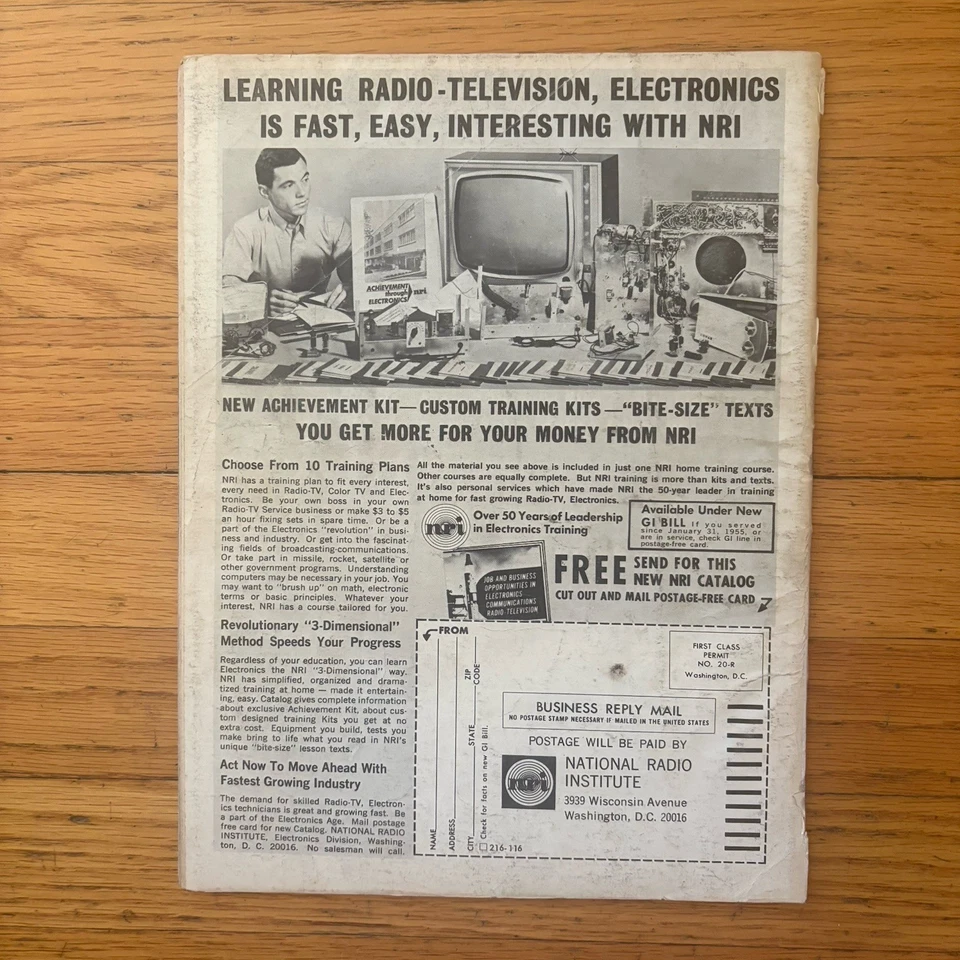 LEARNING RADIO-TELEVISION, ELECTRONICS
IS FAST, EASY, INTERESTING WITH NRI
ACHIEVEMENT
through nri
ELECTRONICS
NEW ACHIEVEMENT KIT—CUSTOM TRAINING KITS—"BITE-SIZE" TEXTS
YOU GET MORE FOR YOUR MONEY FROM NRI
Choose From 10 Training Plans
NRI has a training plan to fit every interest,
every need in Radio-TV, Color TV and Elec-
tronics. Be your own boss in your own
Radio-TV Service business or make $3 to $5
an hour fixing sets in spare time. Or be a
part of the Electronics "revolution" in busi-
ness and industry. Or get into the fascinat-
ing fields of broadcasting-communications.
Or take part in missile, rocket, satellite or
other government programs. Understanding
computers may be necessary in your job. You
may want to "brush up" on math, electronic
terms or basic principles. Whatever your
interest, NRI has a course tailored for you.
Revolutionary "3-Dimensional"
Method Speeds Your Progress
Regardless of your education, you can learn
Electronics the NRI "3-Dimensional" way.
NRI has simplified, organized and drama-
tized training at home — made it entertain-
ing, easy. Catalog gives complete information
about exclusive Achievement Kit, about cus-
tom designed training Kits you get at no
extra cost. Equipment you build, tests you
make bring to life what you read in NRI's
unique "bite-size" lesson texts.
Act Now To Move Ahead With
Fastest Growing Industry
The demand for skilled Radio-TV, Electron-
ics technicians is great and growing fast. Be
a part of the Electronics Age. Mail postage
free card for new Catalog. NATIONAL RADIO
INSTITUTE, Electronics Division, Washing-
ton, D. C. 20016. No salesman will call.
All the material you see above is included in just one NRI home training course.
Other courses are equally complete. But NRI training is more than kits and texts.
It's also personal services which have made NRI the 50-year leader in training
at home for fast growing Radio-TV, Electronics.
nri
Over 50 Years of Leadership
in Electronics Training
Available Under New
GI BILL If you served
since January 31, 1955, or
are in service, check GI line in
postage-free card.
JOB AND BUSINESS
OPPORTUNITIES IN
ELECTRONICS
COMMUNICATIONS
RADIO-TELEVISION
FREE SEND FOR THIS
NEW NRI CATALOG
CUT OUT AND MAIL POSTAGE-FREE CARD
FROM
NAME
ADDRESS
CITY STATE ZIP CODE
Check for facts on new GI Bill.
216-116
FIRST CLASS
PERMIT
NO. 20-R
Washington, D.C.
BUSINESS REPLY MAIL
NO POSTAGE STAMP NECESSARY IF MAILED IN THE UNITED STATES
POSTAGE WILL BE PAID BY
nri
NATIONAL RADIO
INSTITUTE
3939 Wisconsin Avenue
Washington, D.C. 20016